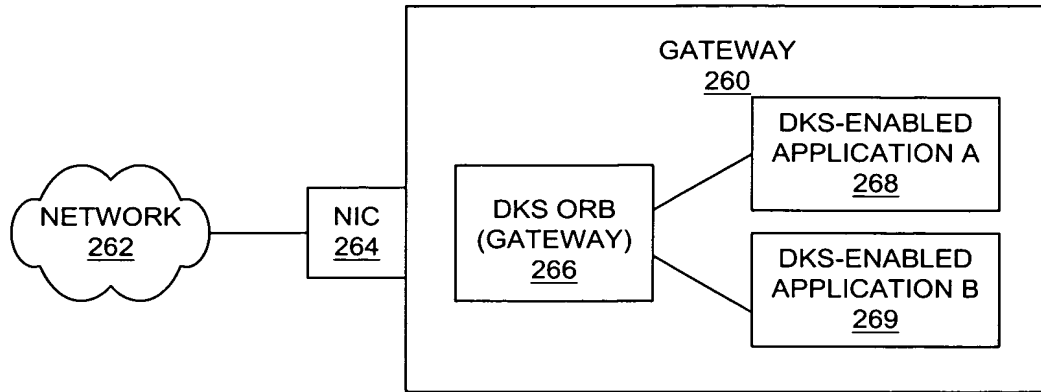 GATEWAY
260
DKS-ENABLED
APPLICATION A
268
NETWORK
262
NIC
264
DKS ORB
(GATEWAY)
266
DKS-ENABLED
APPLICATION B
269